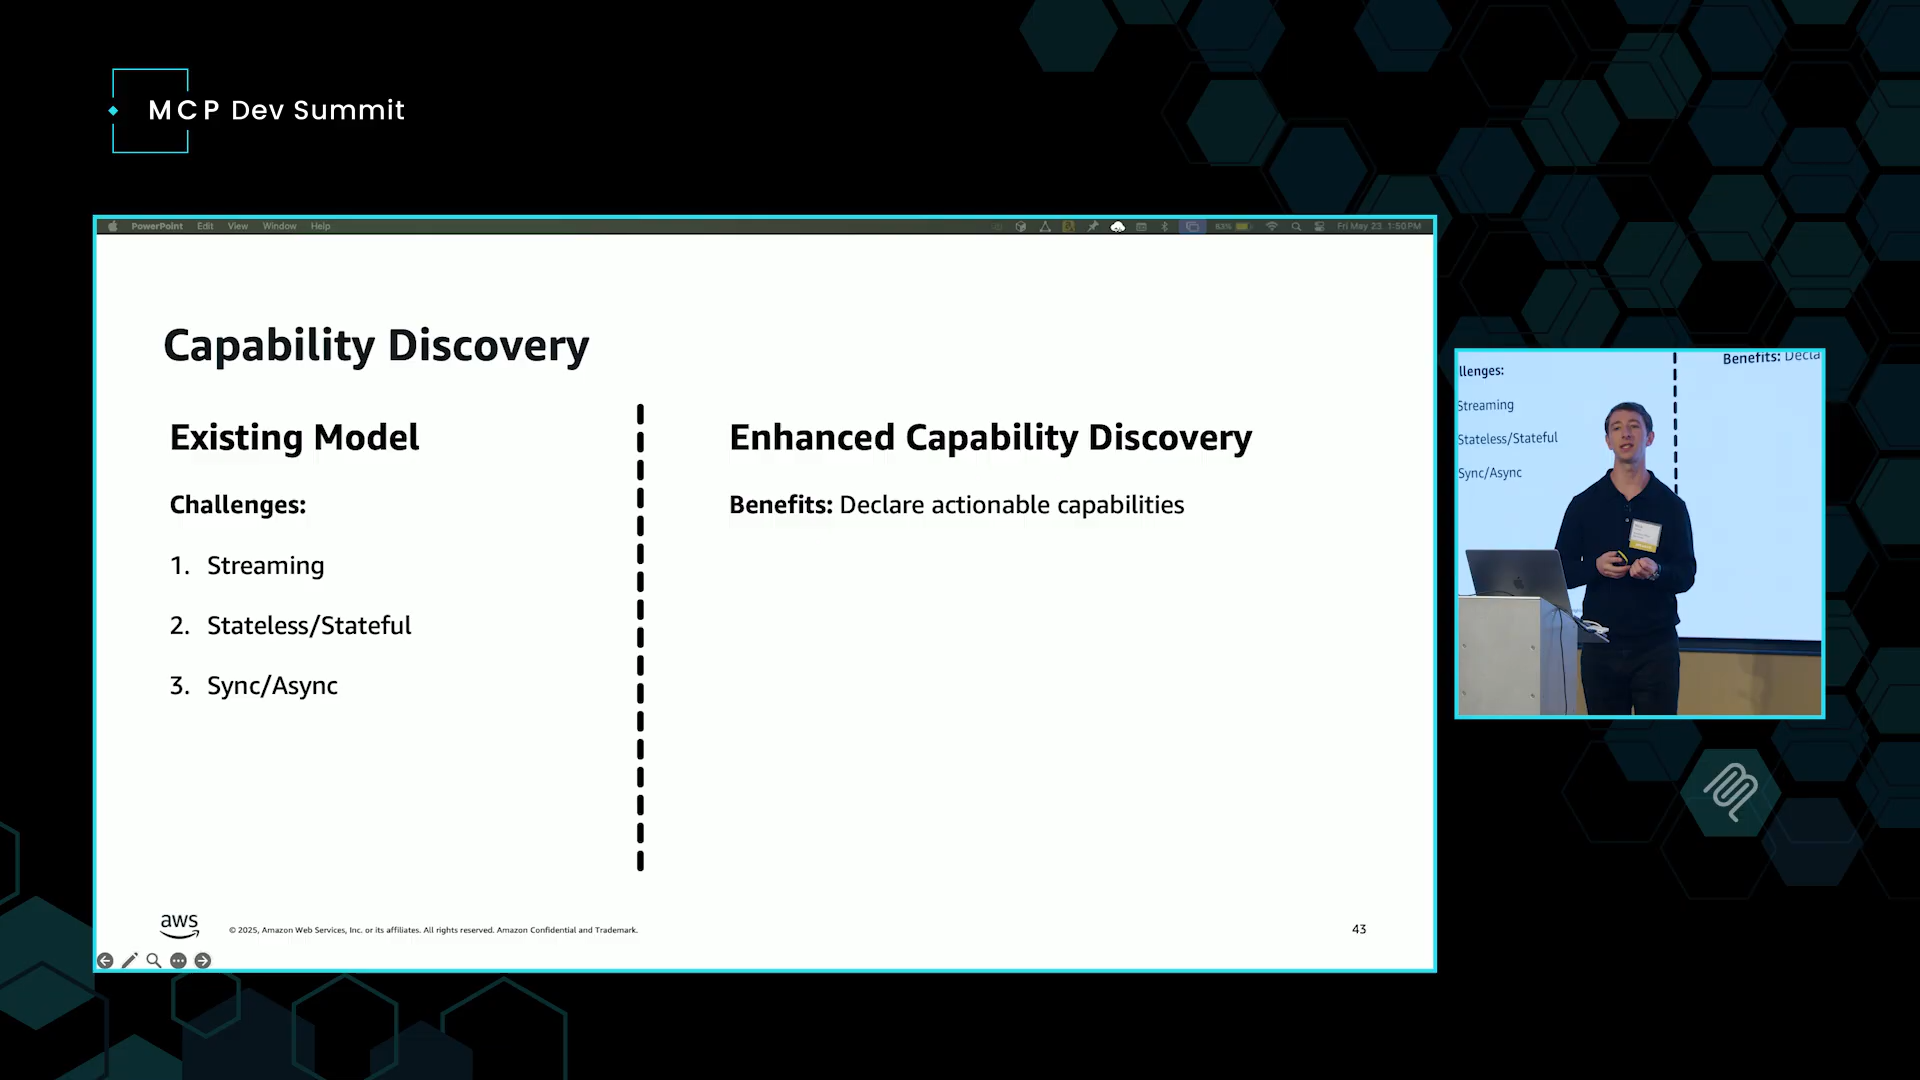 MCP Dev Summit
PowerPoint Edit View Window Help
63% Fri May 23 1:50 PM
Capability Discovery
Existing Model
Challenges:
1. Streaming
2. Stateless/Stateful
3. Sync/Async
Enhanced Capability Discovery
Benefits: Declare actionable capabilities
aws
© 2025, Amazon Web Services, Inc. or its affiliates. All rights reserved. Amazon Confidential and Trademark.
43
llenges:
Streaming
Stateless/Stateful
Sync/Async
Benefits: Decla